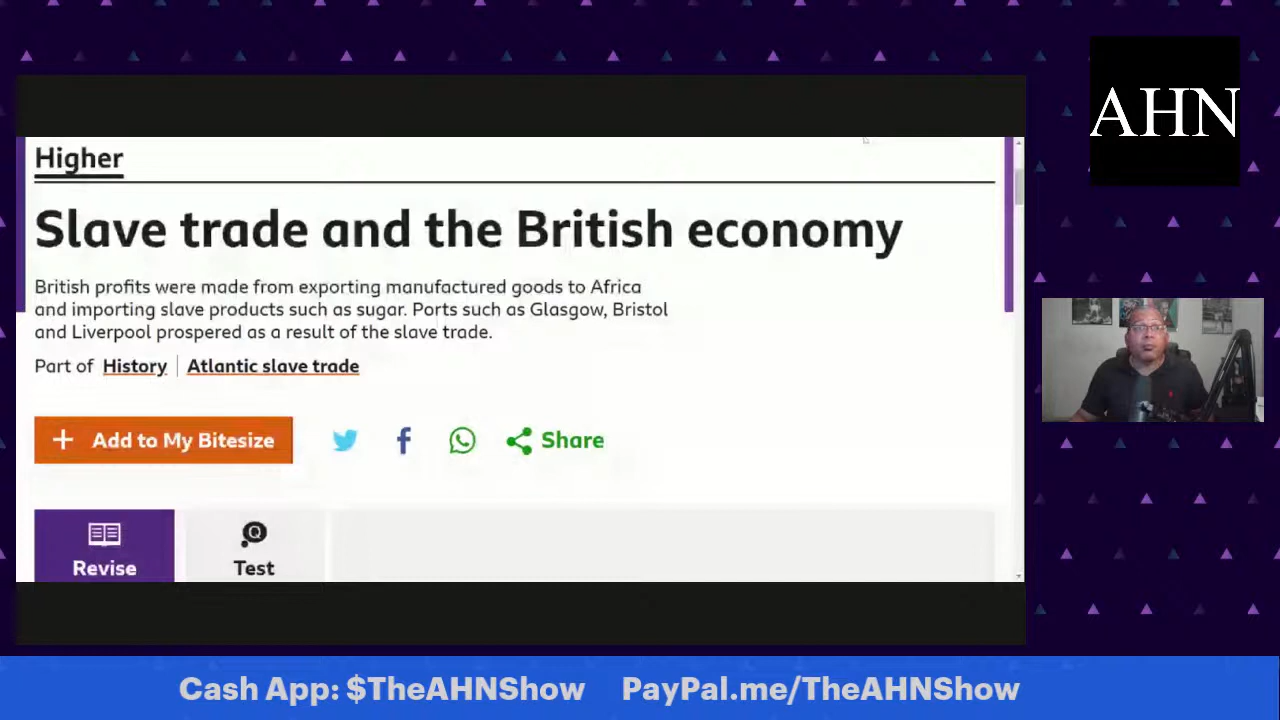 AHN
Higher
Slave trade and the British economy
British profits were made from exporting manufactured goods to Africa
and importing slave products such as sugar. Ports such as Glasgow, Bristol
and Liverpool prospered as a result of the slave trade.
Part of History Atlantic slave trade
+ Add to My Bitesize Share
Revise
Q
Test
Cash App: $TheAHNShow PayPal.me/TheAHNShow